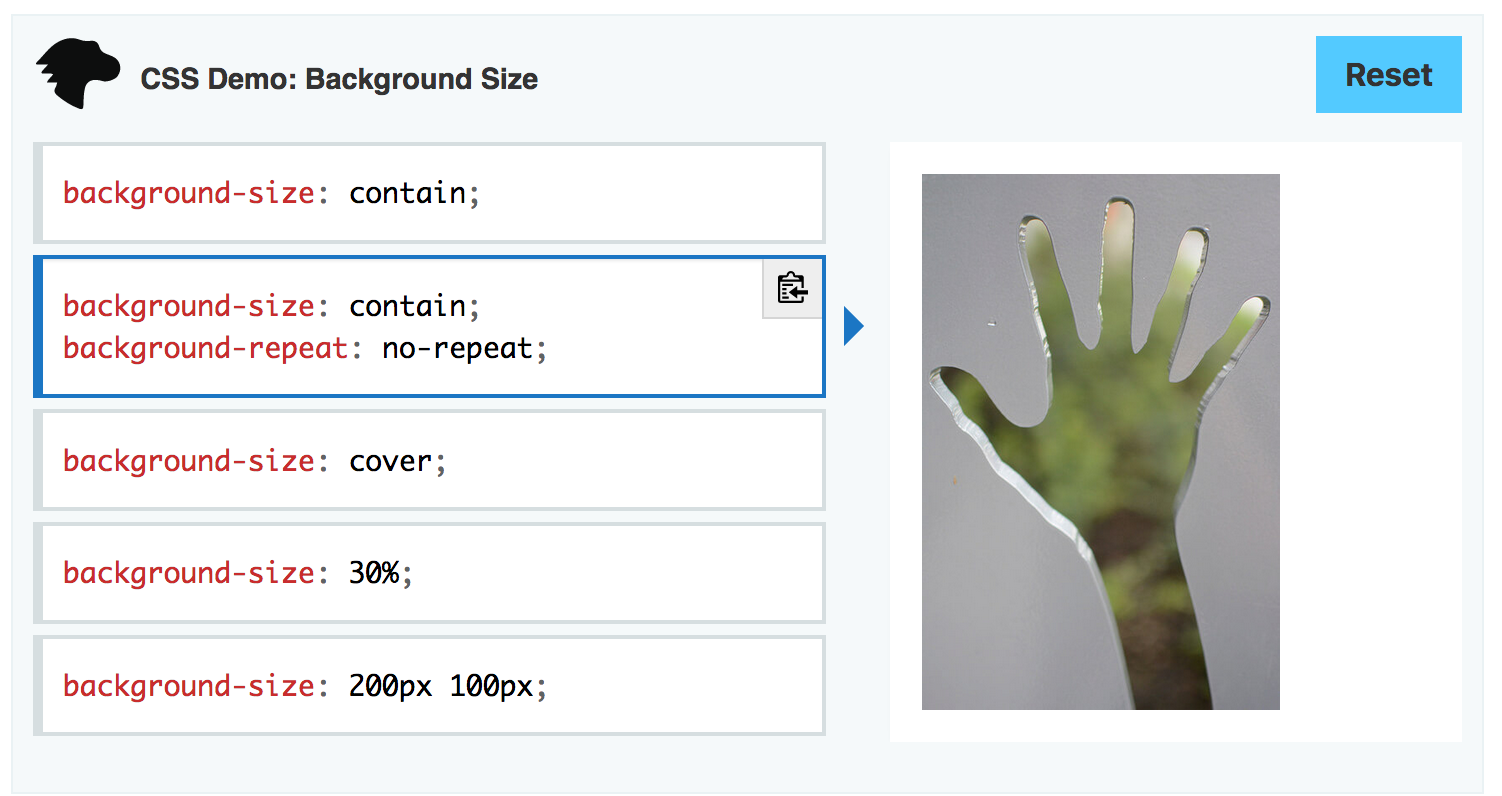 CSS Demo: Background Size
Reset
background-size: contain;
background-size: contain;
background-repeat: no-repeat;
background-size: cover;
background-size: 30%;
background-size: 200px 100px;